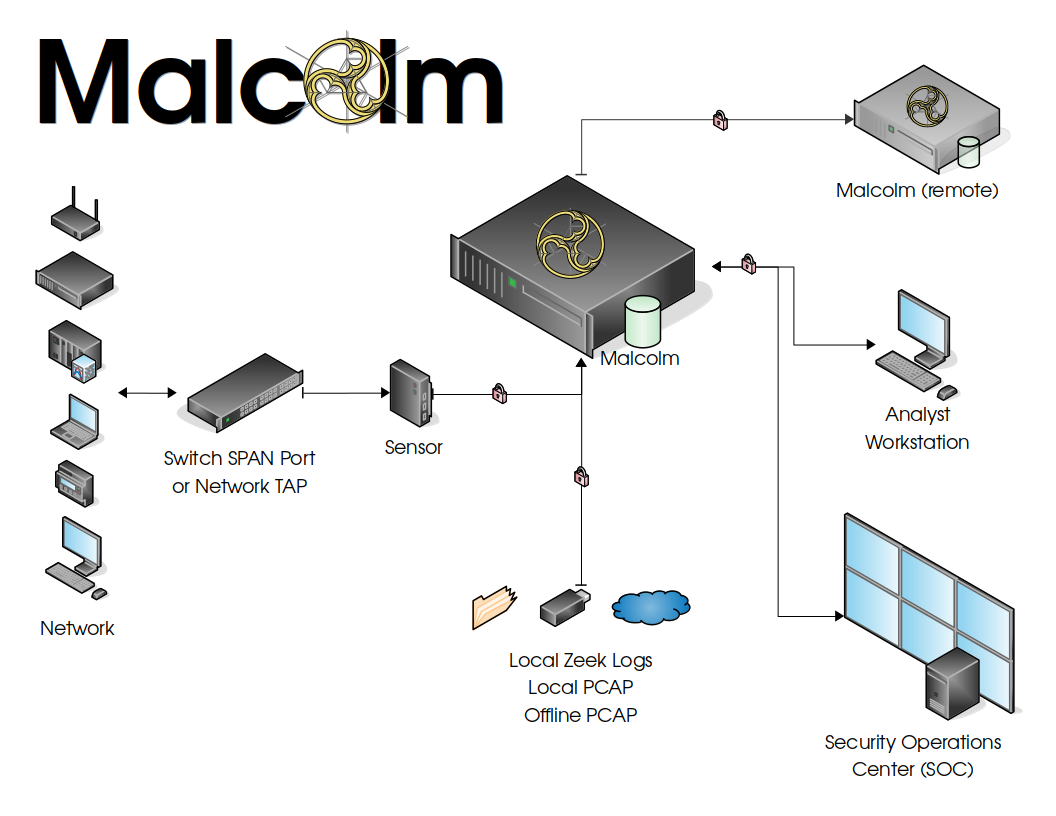 Malcolm
Malcolm (remote)
Malcolm
Analyst
Workstation
Sensor
Switch SPAN Port
or Network TAP
Network
Local Zeek Logs
Local PCAP
Offline PCAP
Security Operations
Center (SOC)